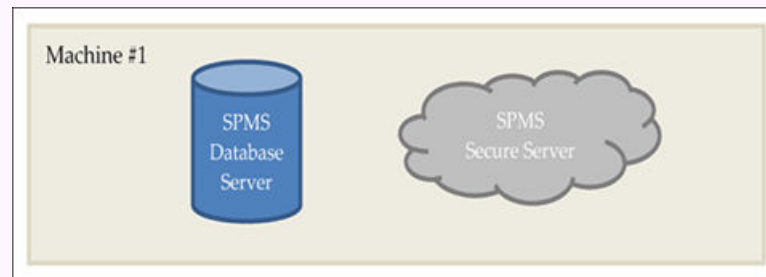 Machine #1
SPMS
Database
Server
SPMS
Secure Server